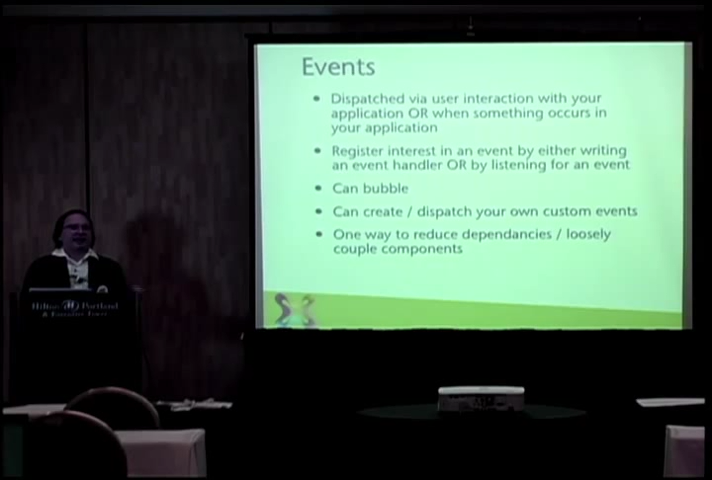 Events
• Dispatched via user interaction with your
application OR when something occurs in
your application
• Register interest in an event by either writing
an event handler OR by listening for an event
• Can bubble
• Can create / dispatch your own custom events
• One way to reduce dependancies / loosely
couple components
Hilton Portland
& Executive Tower